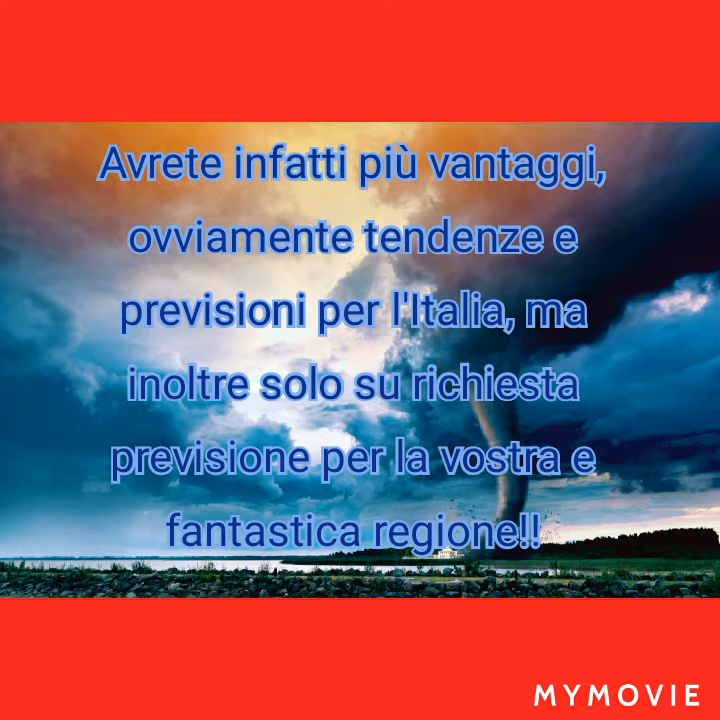 Avrete infatti più vantaggi,
ovviamente tendenze e
previsioni per l'Italia, ma
inoltre solo su richiesta
previsione per la vostra e
fantastica regione!!
MYMOVIE